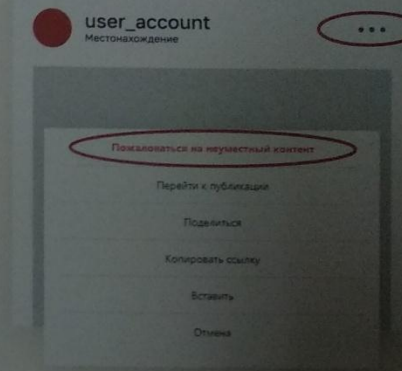 user_account
Местонахождение
Пожаловаться на неуместный контент
Перейти к публикации
Поделиться
Копировать ссылку
Вставить
Отмена